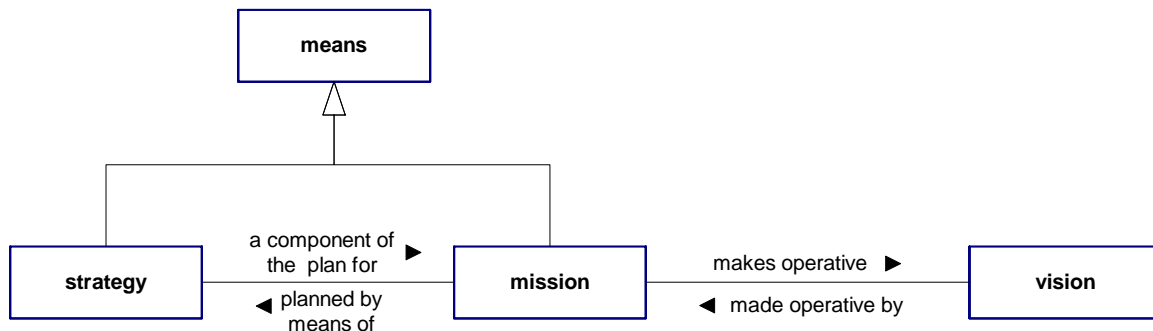 means
strategy
a component of
the plan for
planned by
means of
mission
makes operative
made operative by
vision